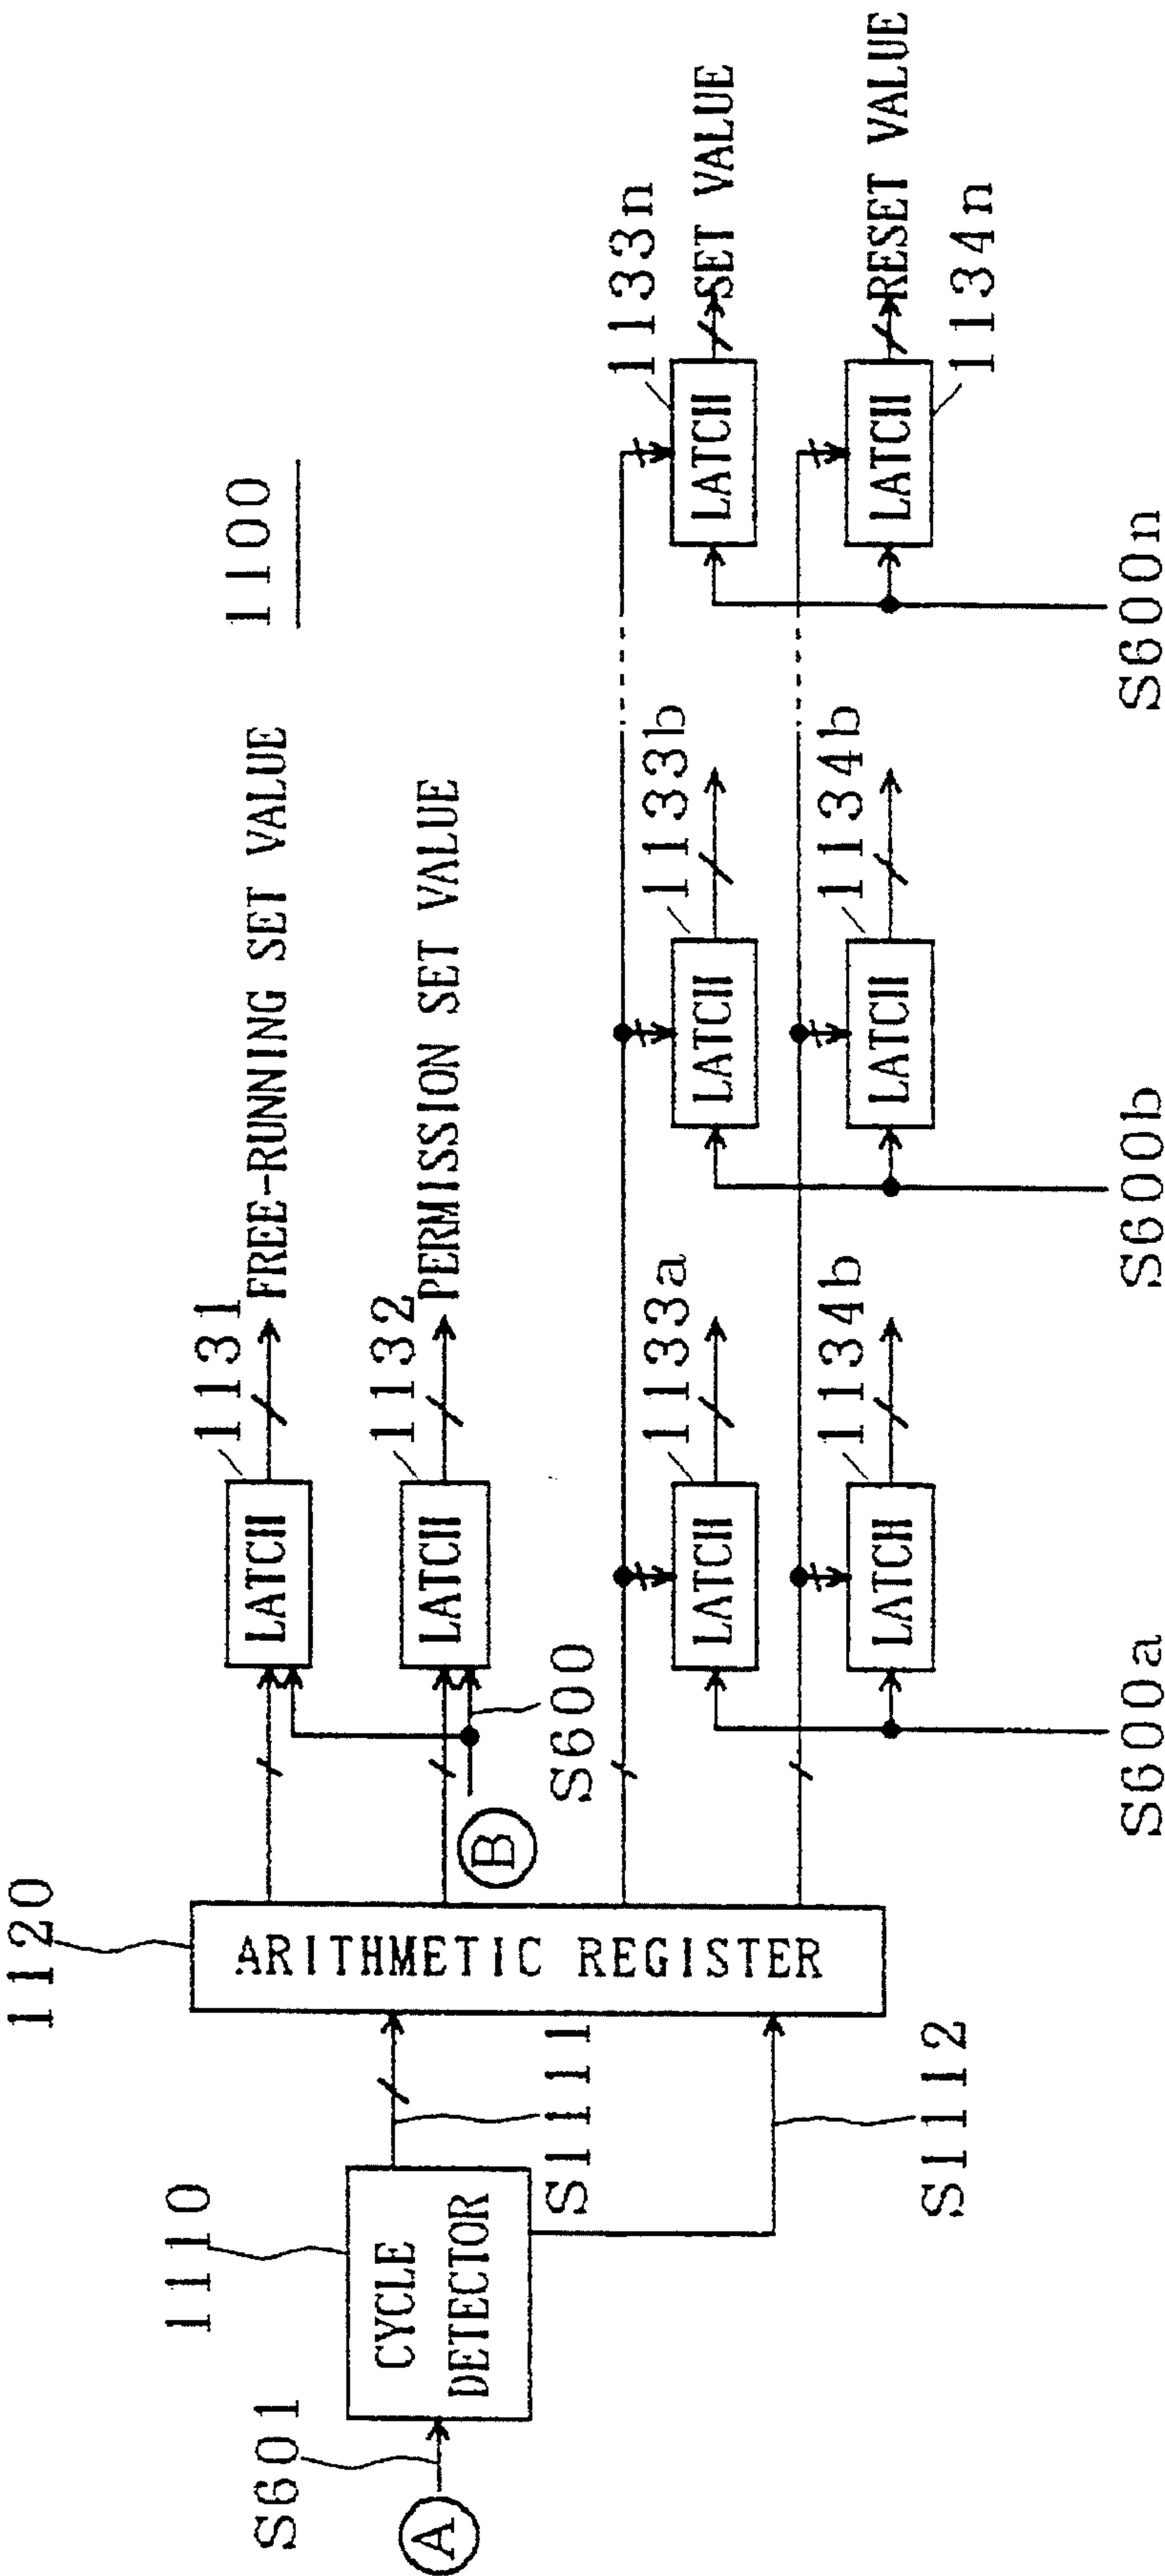 1100
A
S601
1110
CYCLE
DETECTOR
S1111
S1112
1120
ARITHMETIC REGISTER
B
S600
LATCH
1131
FREE-RUNNING SET VALUE
LATCH
1132
PERMISSION SET VALUE
LATCH
1133a
LATCH
1133b
LATCH
1133n
SET VALUE
LATCH
1134b
LATCH
1134b
LATCH
1134n
RESET VALUE
S600a
S600b
S600n